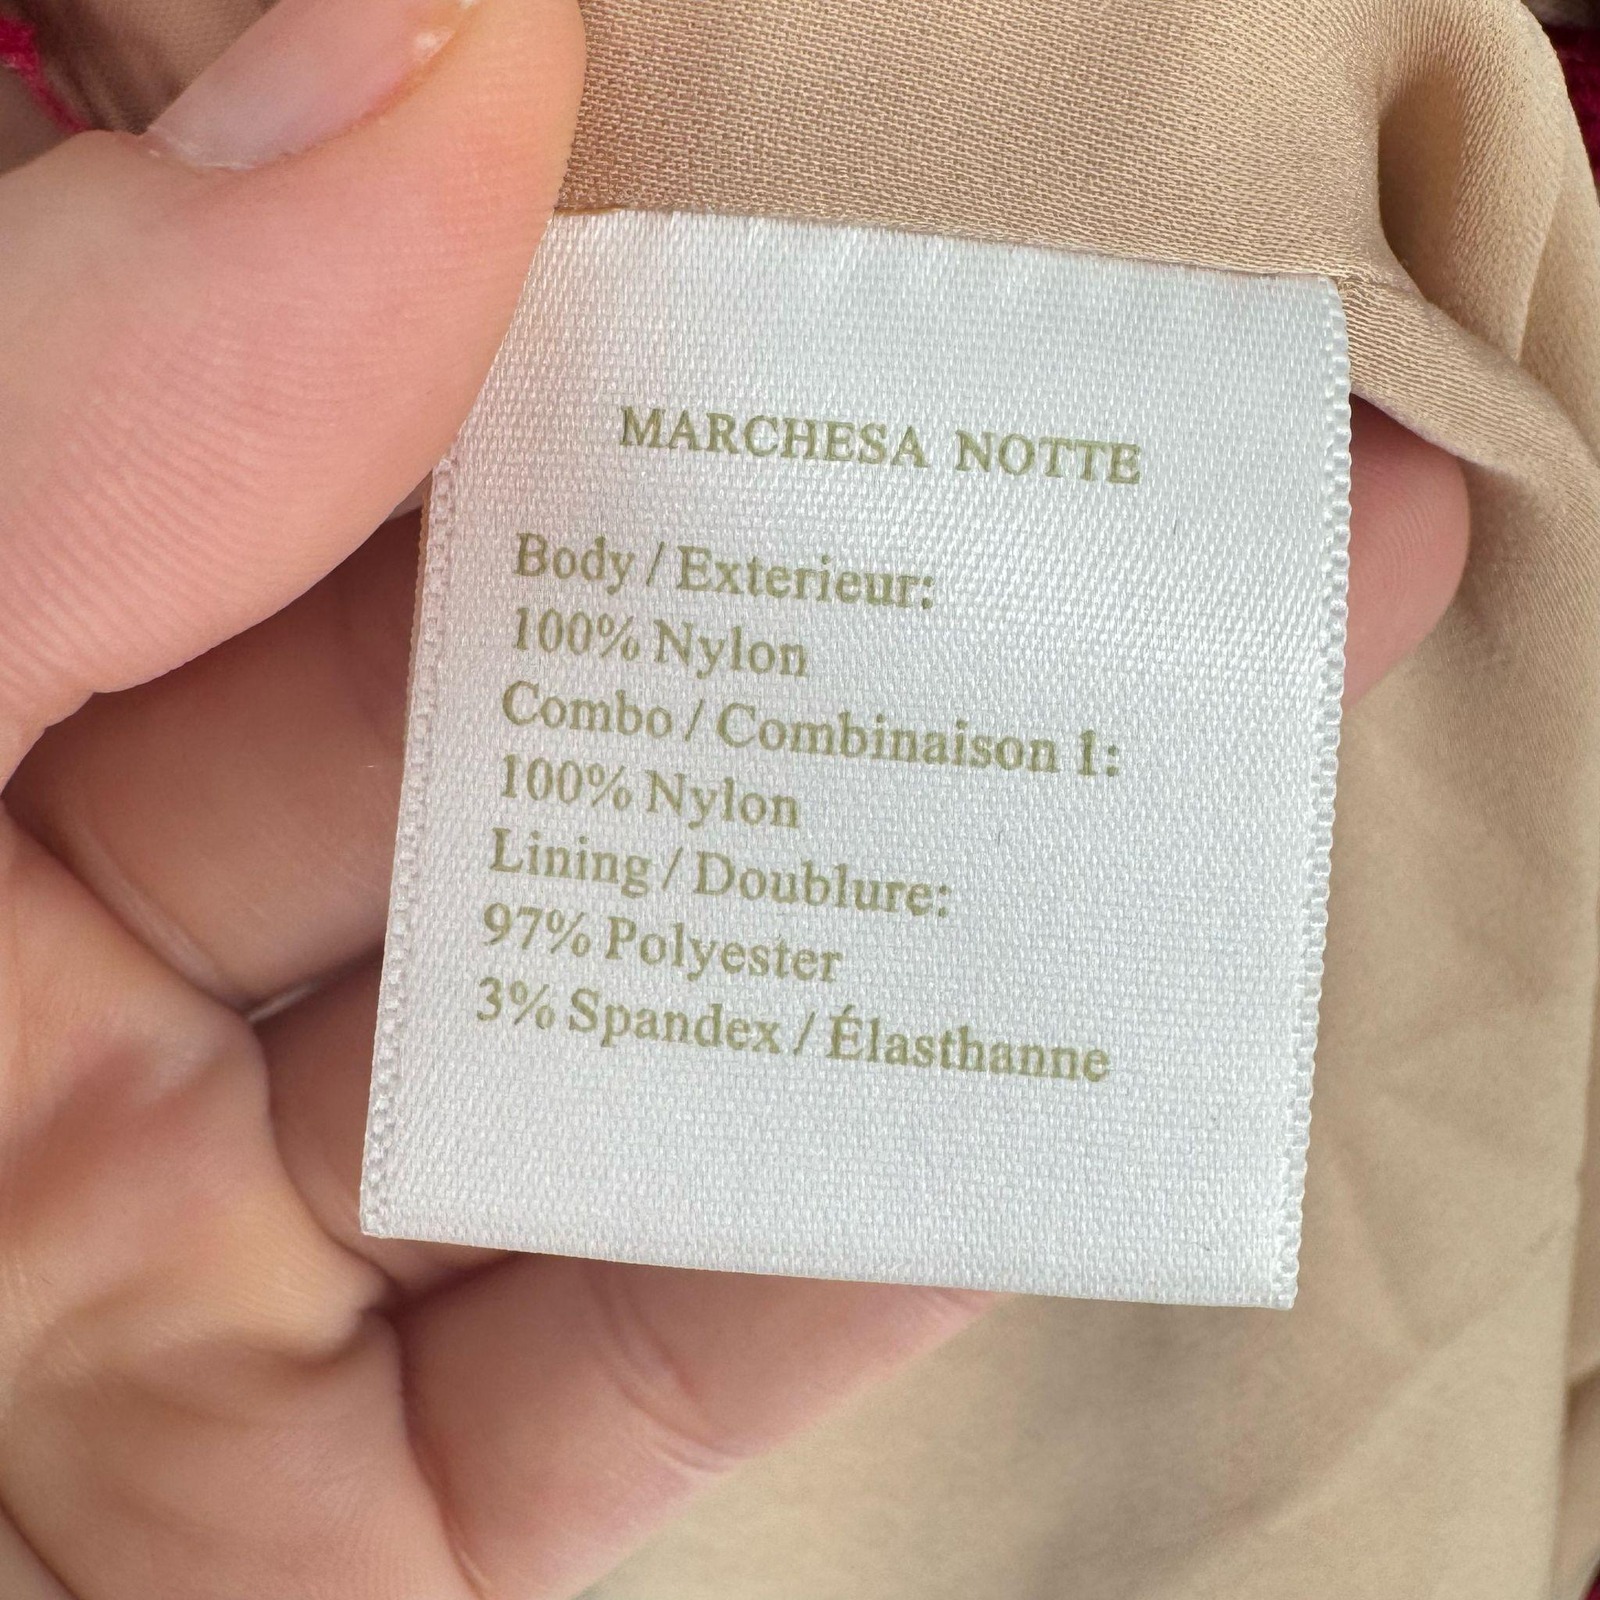 MARCHESA NOTTE
Body / Exterieur:
100% Nylon
Combo / Combinaison 1:
100% Nylon
Lining / Doublure:
97% Polyester
3% Spandex / Élasthanne